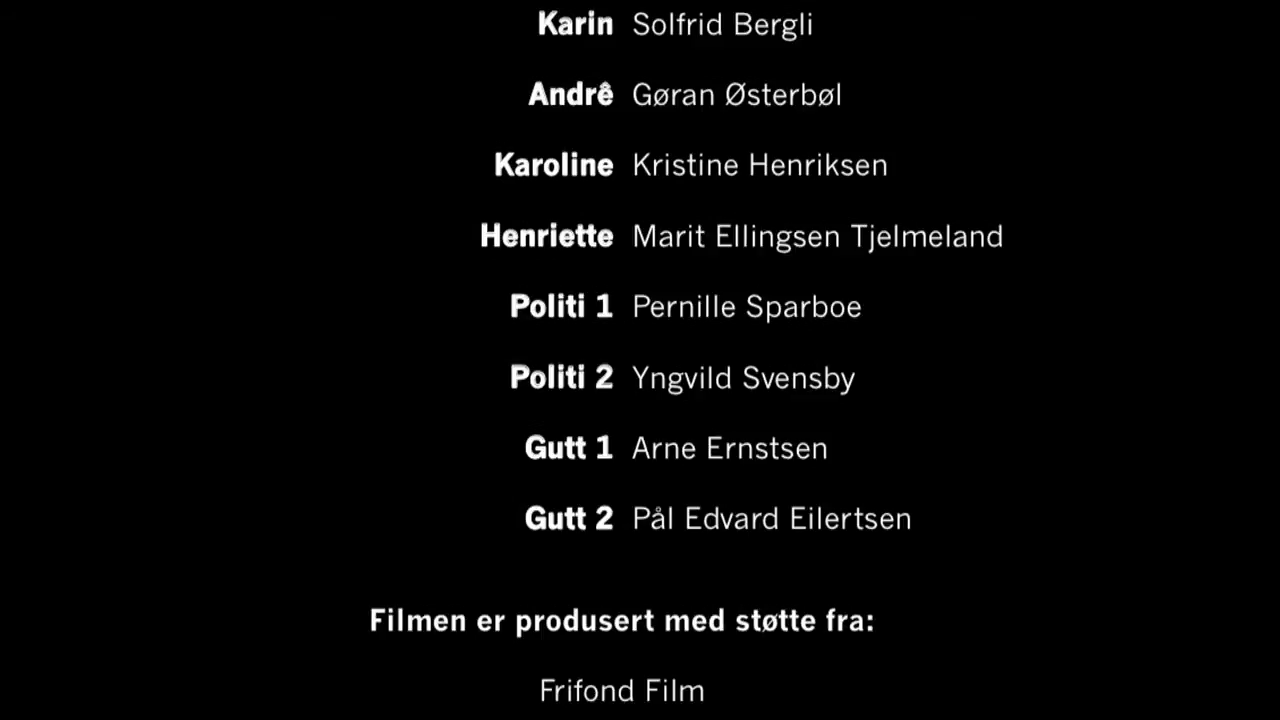 Karin Solfrid Bergli
Andrê Gøran Østerbøl
Karoline Kristine Henriksen
Henriette Marit Ellingsen Tjelmeland
Politi 1 Pernille Sparboe
Politi 2 Yngvild Svensby
Gutt 1 Arne Ernstsen
Gutt 2 Pål Edvard Eilertsen
Filmen er produsert med støtte fra:
Frifond Film